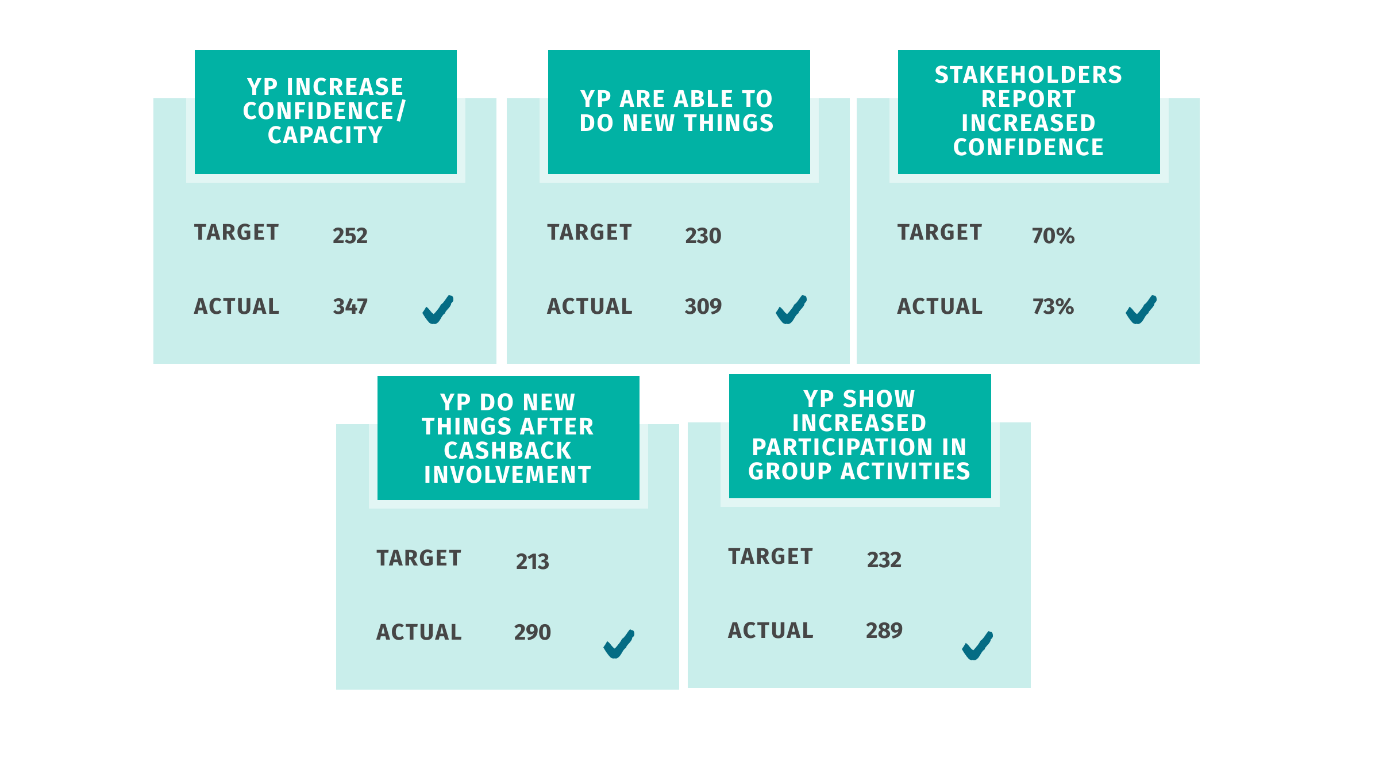 YP INCREASE
CONFIDENCE/
CAPACITY
TARGET 252
ACTUAL 347
YP ARE ABLE TO
DO NEW THINGS
TARGET 230
ACTUAL 309
STAKEHOLDERS
REPORT
INCREASED
CONFIDENCE
TARGET 70%
ACTUAL 73%
YP DO NEW
THINGS AFTER
CASHBACK
INVOLVEMENT
TARGET 213
ACTUAL 290
YP SHOW
INCREASED
PARTICIPATION IN
GROUP ACTIVITIES
TARGET 232
ACTUAL 289